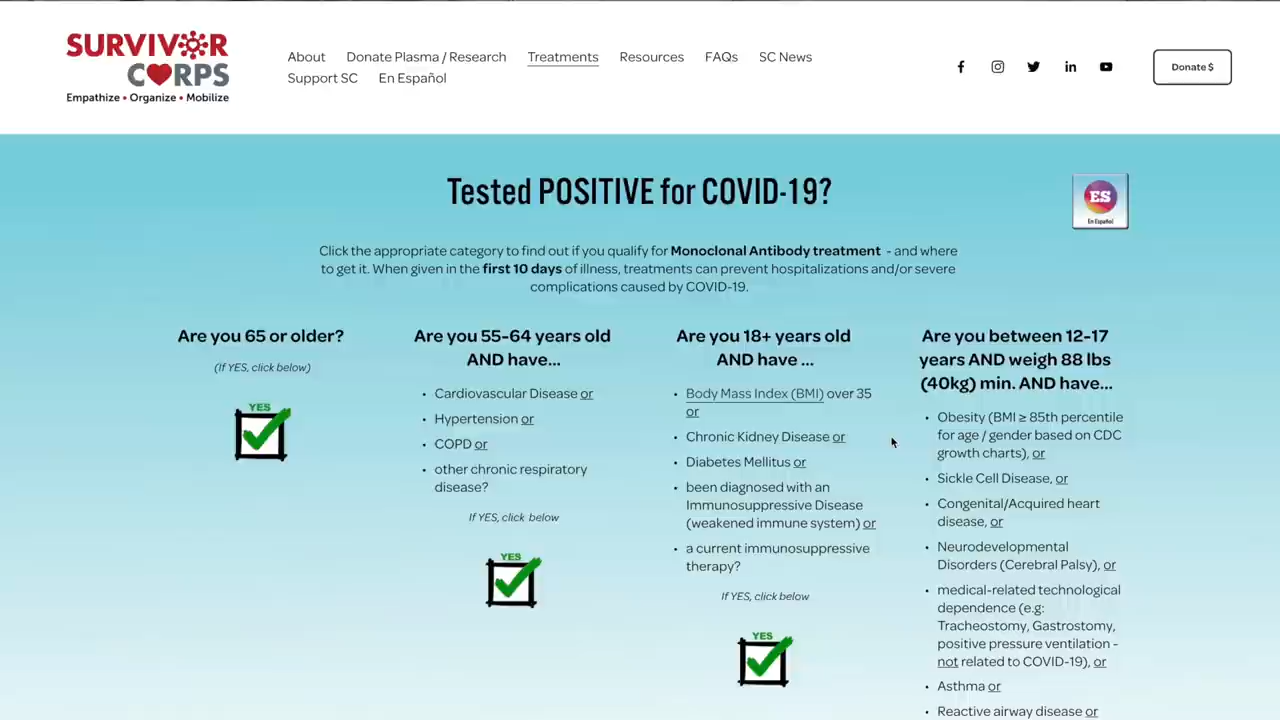 SURVIVOR
CORPS
Empathize • Organize • Mobilize
About Donate Plasma / Research Treatments Resources FAQs SC News
Support SC En Español
Donate $
Tested POSITIVE for COVID-19?
ES
En Español
Click the appropriate category to find out if you qualify for Monoclonal Antibody treatment - and where
to get it. When given in the first 10 days of illness, treatments can prevent hospitalizations and/or severe
complications caused by COVID-19.
Are you 65 or older?
(If YES, click below)
YES
Are you 55-64 years old
AND have...
• Cardiovascular Disease or
• Hypertension or
• COPD or
• other chronic respiratory
disease?
If YES, click below
YES
Are you 18+ years old
AND have ...
• Body Mass Index (BMI) over 35
or
• Chronic Kidney Disease or
• Diabetes Mellitus or
• been diagnosed with an
Immunosuppressive Disease
(weakened immune system) or
• a current immunosuppressive
therapy?
If YES, click below
YES
Are you between 12-17
years AND weigh 88 lbs
(40kg) min. AND have...
• Obesity (BMI ≥ 85th percentile
for age / gender based on CDC
growth charts), or
• Sickle Cell Disease, or
• Congenital/Acquired heart
disease, or
• Neurodevelopmental
Disorders (Cerebral Palsy), or
• medical-related technological
dependence (e.g:
Tracheostomy, Gastrostomy,
positive pressure ventilation -
not related to COVID-19), or
• Asthma or
• Reactive airway disease or